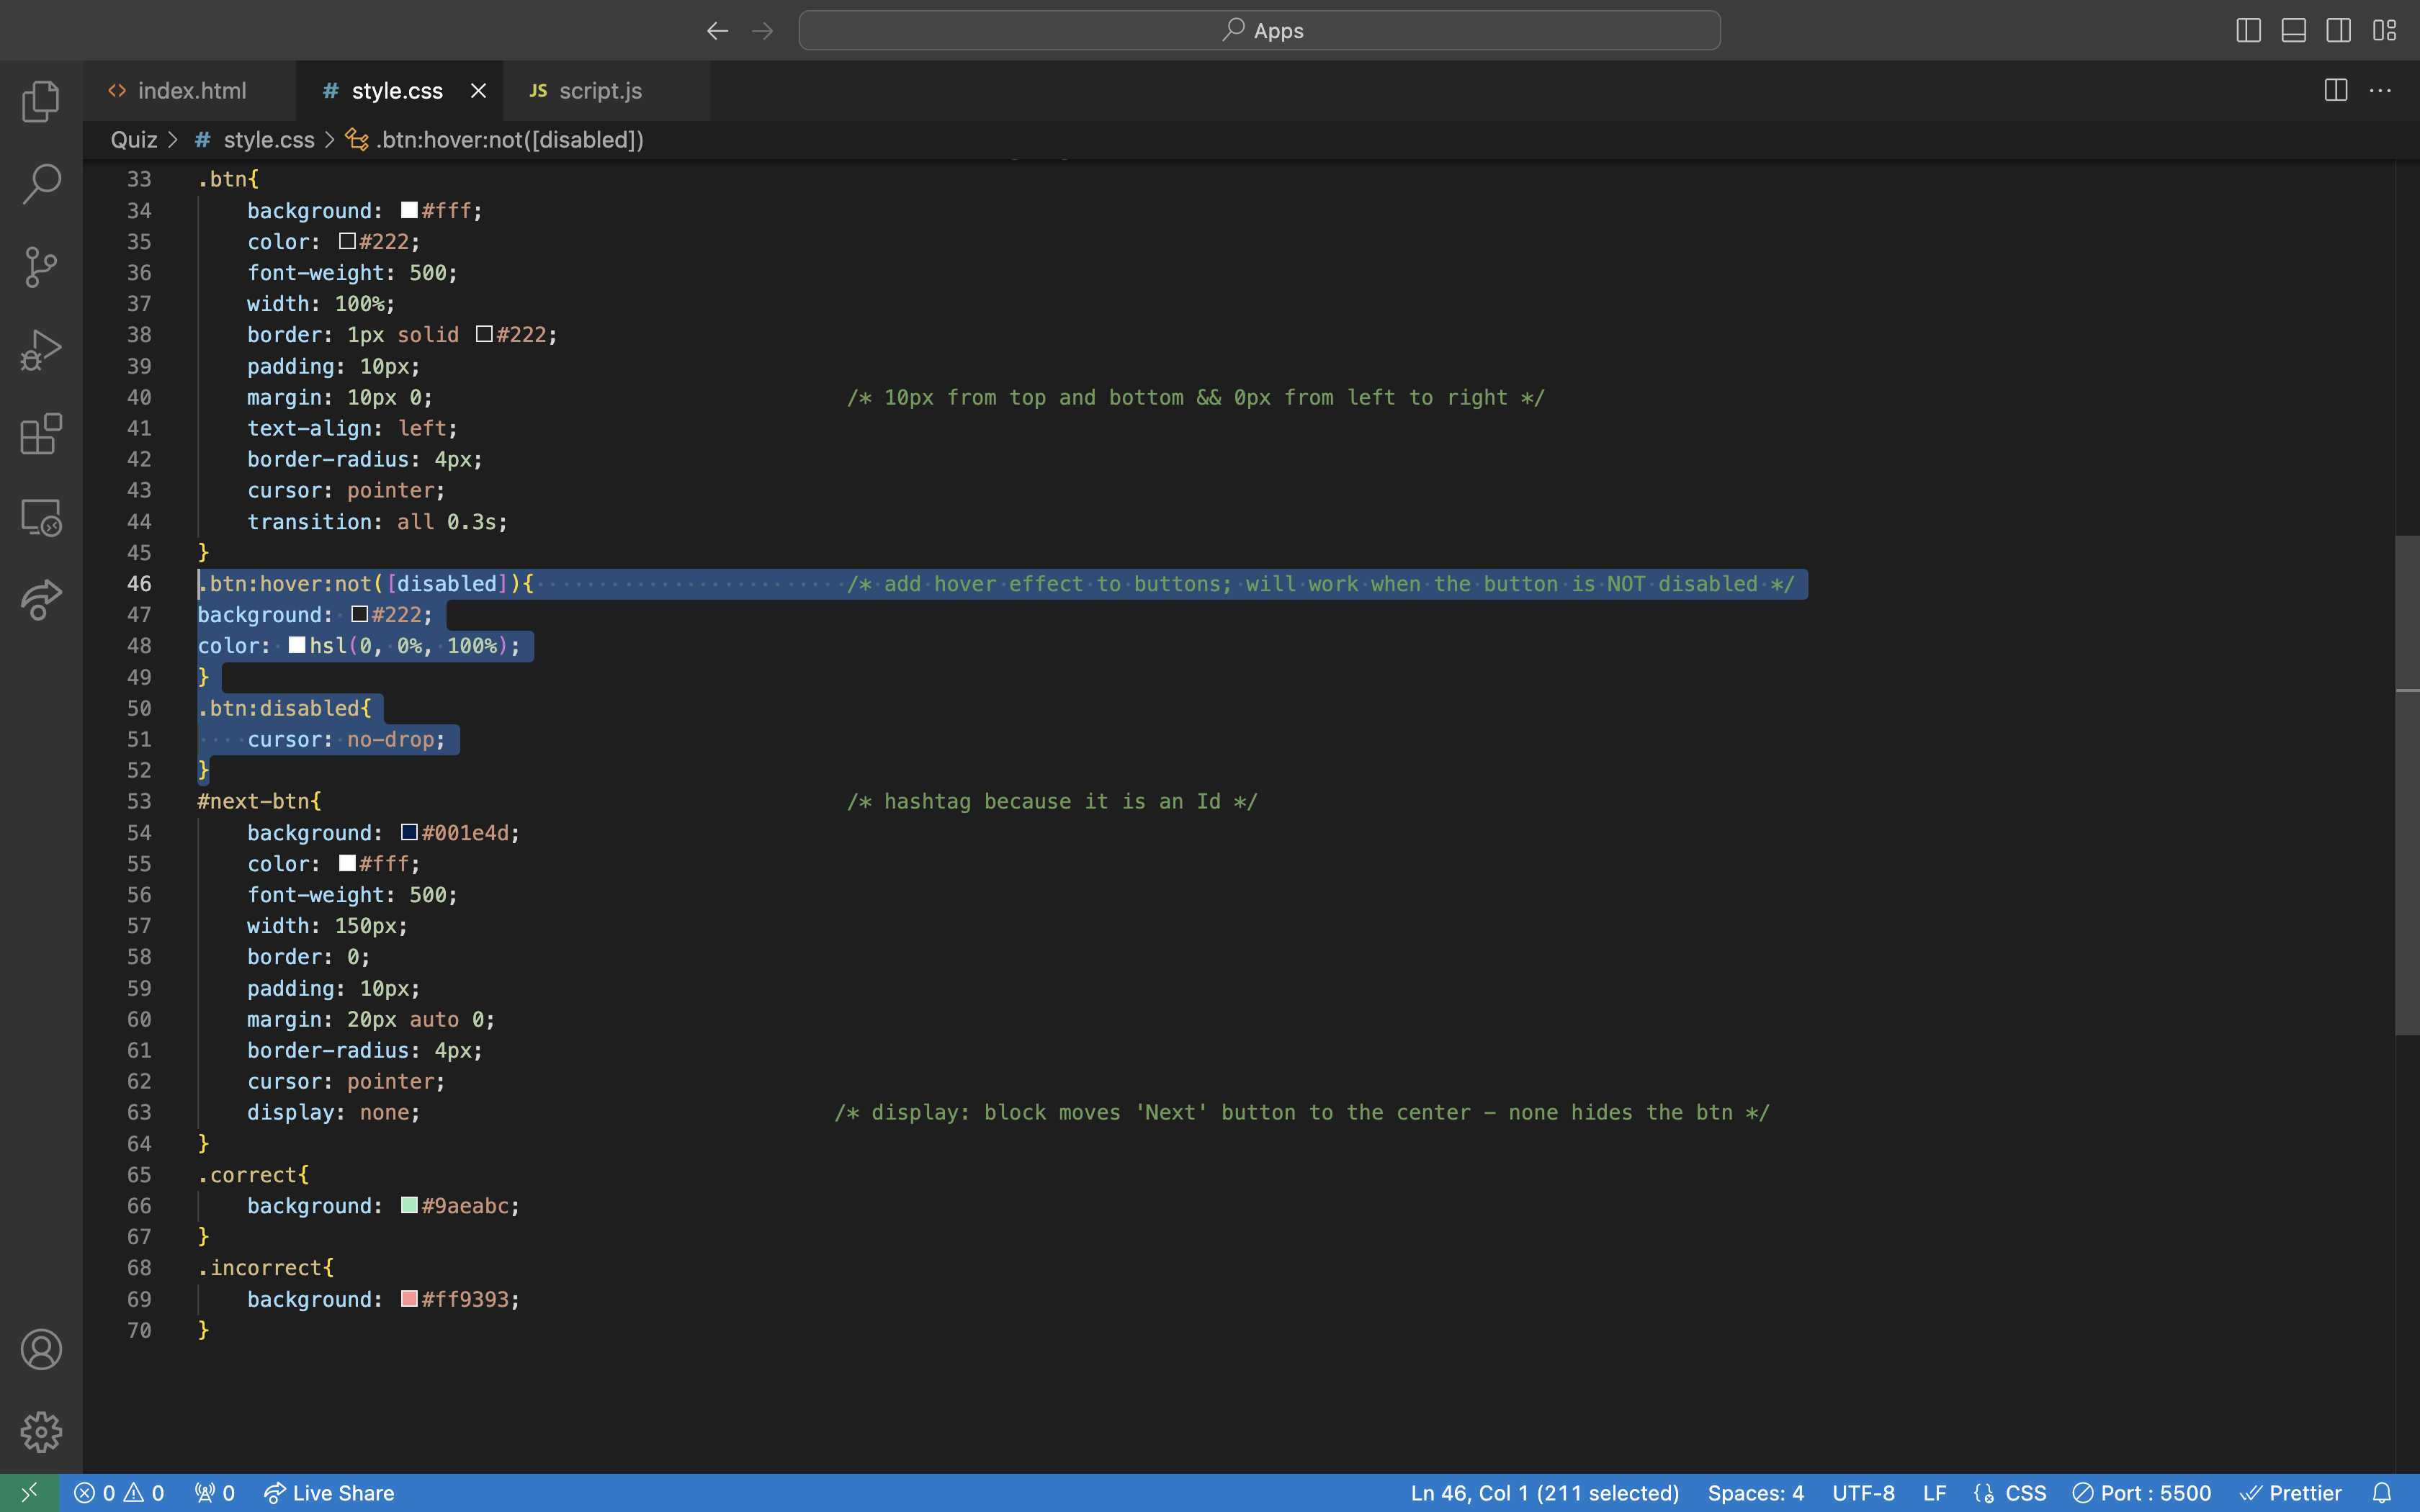 Apps
index.html
# style.css
JS script.js
Quiz > # style.css > .btn:hover:not([disabled])
33 .btn{
34 background: #fff;
35 color: #222;
36 font-weight: 500;
37 width: 100%;
38 border: 1px solid #222;
39 padding: 10px;
40 margin: 10px 0; /* 10px from top and bottom && 0px from left to right */
41 text-align: left;
42 border-radius: 4px;
43 cursor: pointer;
44 transition: all 0.3s;
45 }
46 .btn:hover:not([disabled]){ /* add hover effect to buttons; will work when the button is NOT disabled */
47 background: #222;
48 color: hsl(0, 0%, 100%);
49 }
50 .btn:disabled{
51 cursor: no-drop;
52 }
53 #next-btn{ /* hashtag because it is an Id */
54 background: #001e4d;
55 color: #fff;
56 font-weight: 500;
57 width: 150px;
58 border: 0;
59 padding: 10px;
60 margin: 20px auto 0;
61 border-radius: 4px;
62 cursor: pointer;
63 display: none; /* display: block moves 'Next' button to the center - none hides the btn */
64 }
65 .correct{
66 background: #9aeabc;
67 }
68 .incorrect{
69 background: #ff9393;
70 }
0 0 0 Live Share Ln 46, Col 1 (211 selected) Spaces: 4 UTF-8 LF CSS Port : 5500 Prettier